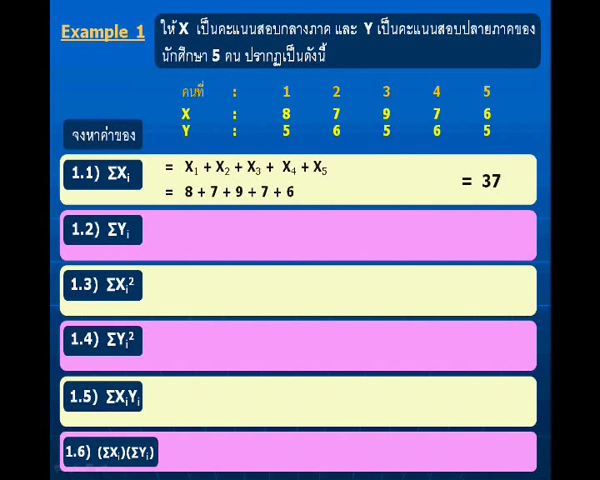 Example 1
ให้ X เป็นคะแนนสอบกลางภาค และ Y เป็นคะแนนสอบปลายภาคของ
นักศึกษา 5 คน ปรากฏเป็นดังนี้
คนที่ : 1 2 3 4 5
X : 8 7 9 7 6
Y : 5 6 5 6 5
จงหาค่าของ
1.1) ΣXᵢ = X₁ + X₂ + X₃ + X₄ + X₅
= 8 + 7 + 9 + 7 + 6 = 37
1.2) ΣYᵢ
1.3) ΣXᵢ²
1.4) ΣYᵢ²
1.5) ΣXᵢYᵢ
1.6) (ΣXᵢ)(ΣYᵢ)